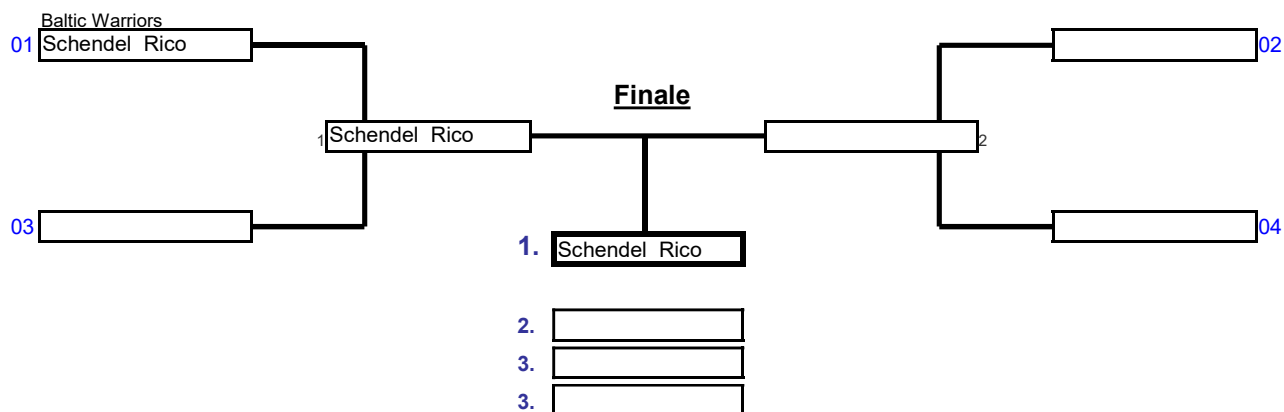 Baltic Warriors
01 Schendel Rico
02
Finale
1 Schendel Rico
2
03
04
1. Schendel Rico
2.
3.
3.